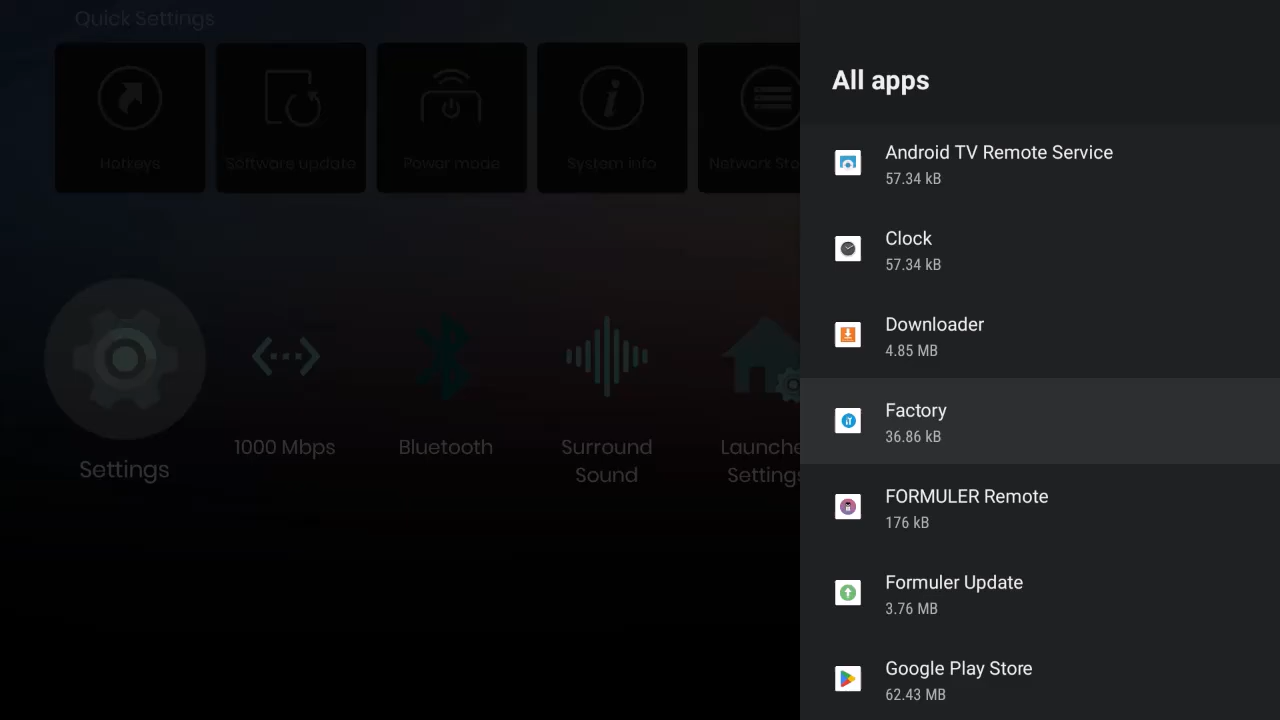 Quick Settings
Hotkeys
Software update
Power mode
System info
Network Sto
Settings
1000 Mbps
Bluetooth
Surround
Sound
Launche
Settings
All apps
Android TV Remote Service
57.34 kB
Clock
57.34 kB
Downloader
4.85 MB
Factory
36.86 kB
FORMULER Remote
176 kB
Formuler Update
3.76 MB
Google Play Store
62.43 MB